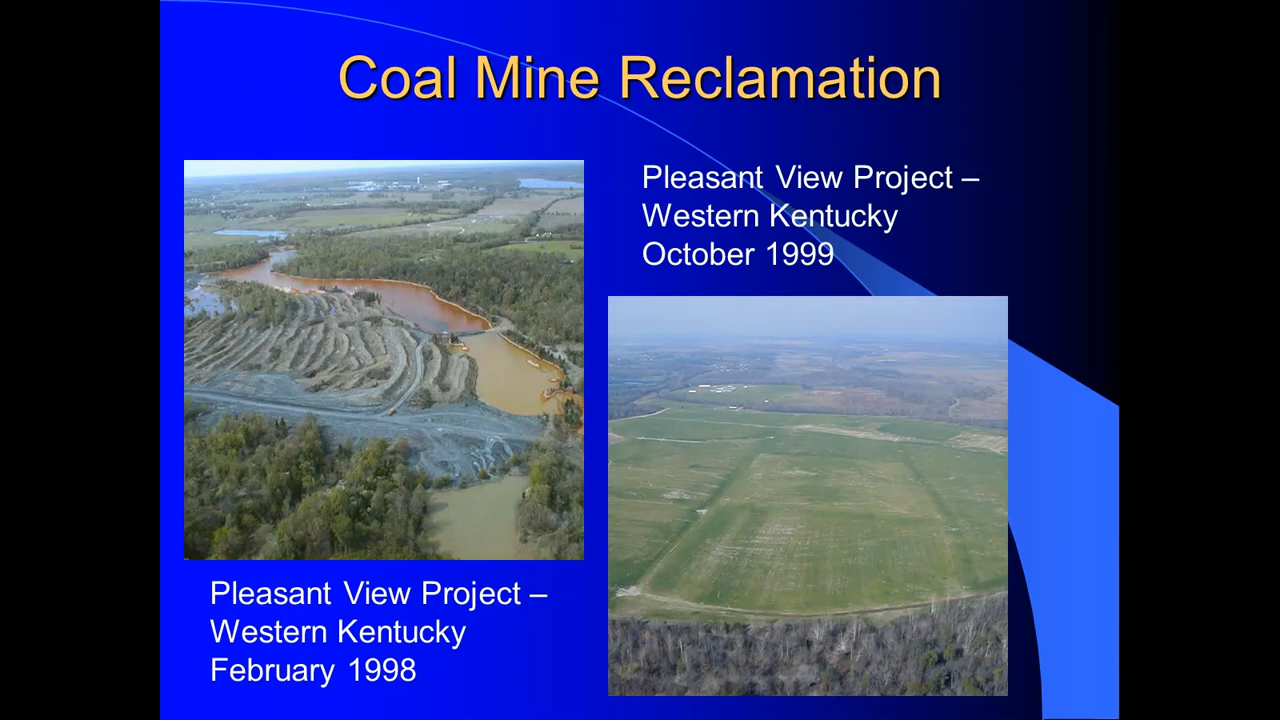 Coal Mine Reclamation
Pleasant View Project –
Western Kentucky
October 1999
Pleasant View Project –
Western Kentucky
February 1998